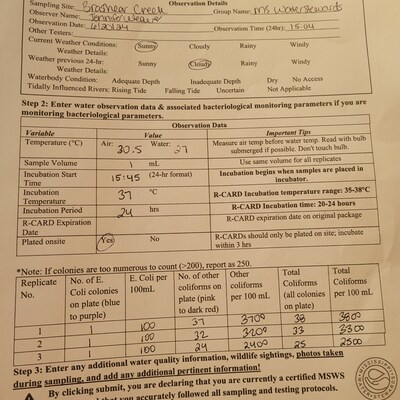 Observation Details
Sampling Site: Brashear Creek Group Name: MS Waterstewards
Observer Name: Jennifer Weaver
Observation Date: 6/20/24 Observation Time (24hr): 15:04
Other Testers:
Current Weather Conditions: Sunny Cloudy Rainy Windy
Weather Details:
Weather previous 24-hr: Sunny Cloudy Rainy Windy
Weather Details:
Waterbody Condition: Adequate Depth Inadequate Depth Dry No Access
Tidally Influenced Rivers: Rising Tide Falling Tide Uncertain Not Applicable
Step 2: Enter water observation data & associated bacteriological monitoring parameters if you are
monitoring bacteriological parameters.
Observation Data
Variable Value Important Tips
Temperature (°C) Air: 30.5 Water: 27 Measure air temp before water temp. Read with bulb
submerged if possible. Don't touch bulb.
Sample Volume 1 mL Use same volume for all replicates
Incubation Start
Time 15:45 (24-hr format) Incubation begins when samples are placed in
incubator.
Incubation
Temperature 37 °C R-CARD Incubation temperature range: 35-38°C
Incubation Period 24 hrs R-CARD Incubation time: 20-24 hours
R-CARD Expiration
Date R-CARD expiration date on original package
Plated onsite Yes No R-CARDs should only be plated on site; incubate
within 3 hrs
*Note: If colonies are too numerous to count (>200), report as 250.
Replicate
No. No. of E.
Coli colonies
on plate (blue
to purple) E. Coli per
100mL No. of other
coliforms on
plate (pink
to dark red) Other
coliforms
per 100 mL Total
Coliforms
(all colonies
on plate) Total
Coliforms
per 100 mL
1 1 100 37 3700 38 3800
2 1 100 32 3200 33 3300
3 1 100 24 2400 25 2500
Step 3: Enter any additional water quality information, wildlife sightings, photos taken
during sampling, and add any additional pertinent information!
By clicking submit, you are declaring that you are currently a certified MSWS
that you accurately followed all sampling and testing protocols.